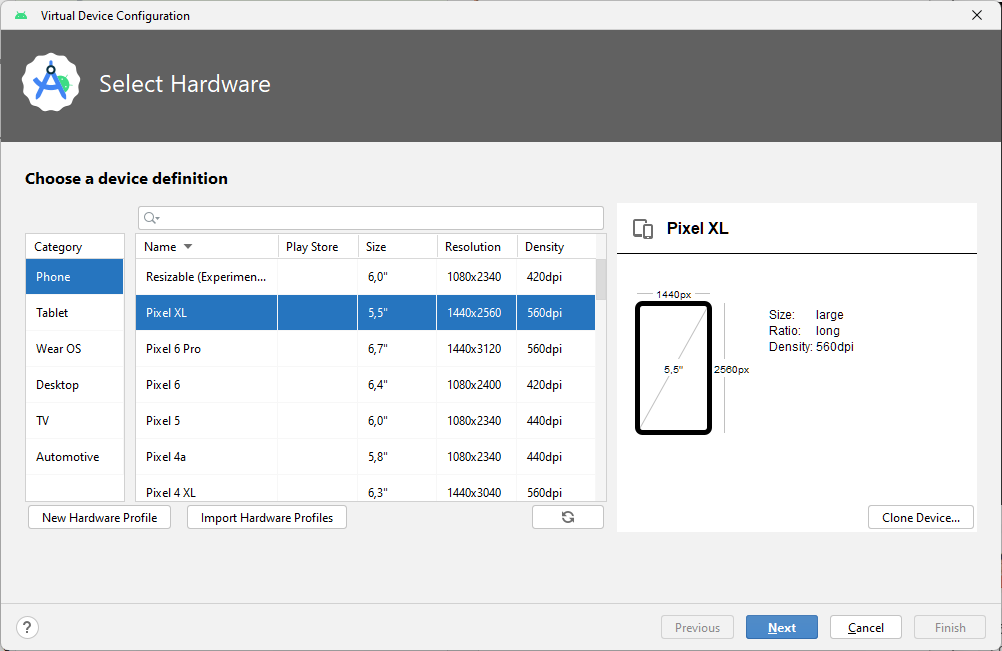 Virtual Device Configuration
Select Hardware
Choose a device definition
Category
Phone
Tablet
Wear OS
Desktop
TV
Automotive
Name Play Store Size Resolution Density
Resizable (Experimen... 6,0" 1080x2340 420dpi
Pixel XL 5,5" 1440x2560 560dpi
Pixel 6 Pro 6,7" 1440x3120 560dpi
Pixel 6 6,4" 1080x2400 420dpi
Pixel 5 6,0" 1080x2340 440dpi
Pixel 4a 5,8" 1080x2340 440dpi
Pixel 4 XL 6,3" 1440x3040 560dpi
New Hardware Profile Import Hardware Profiles
Pixel XL
1440px
5,5"
2560px
Size: large
Ratio: long
Density: 560dpi
Clone Device...
? Previous Next Cancel Finish